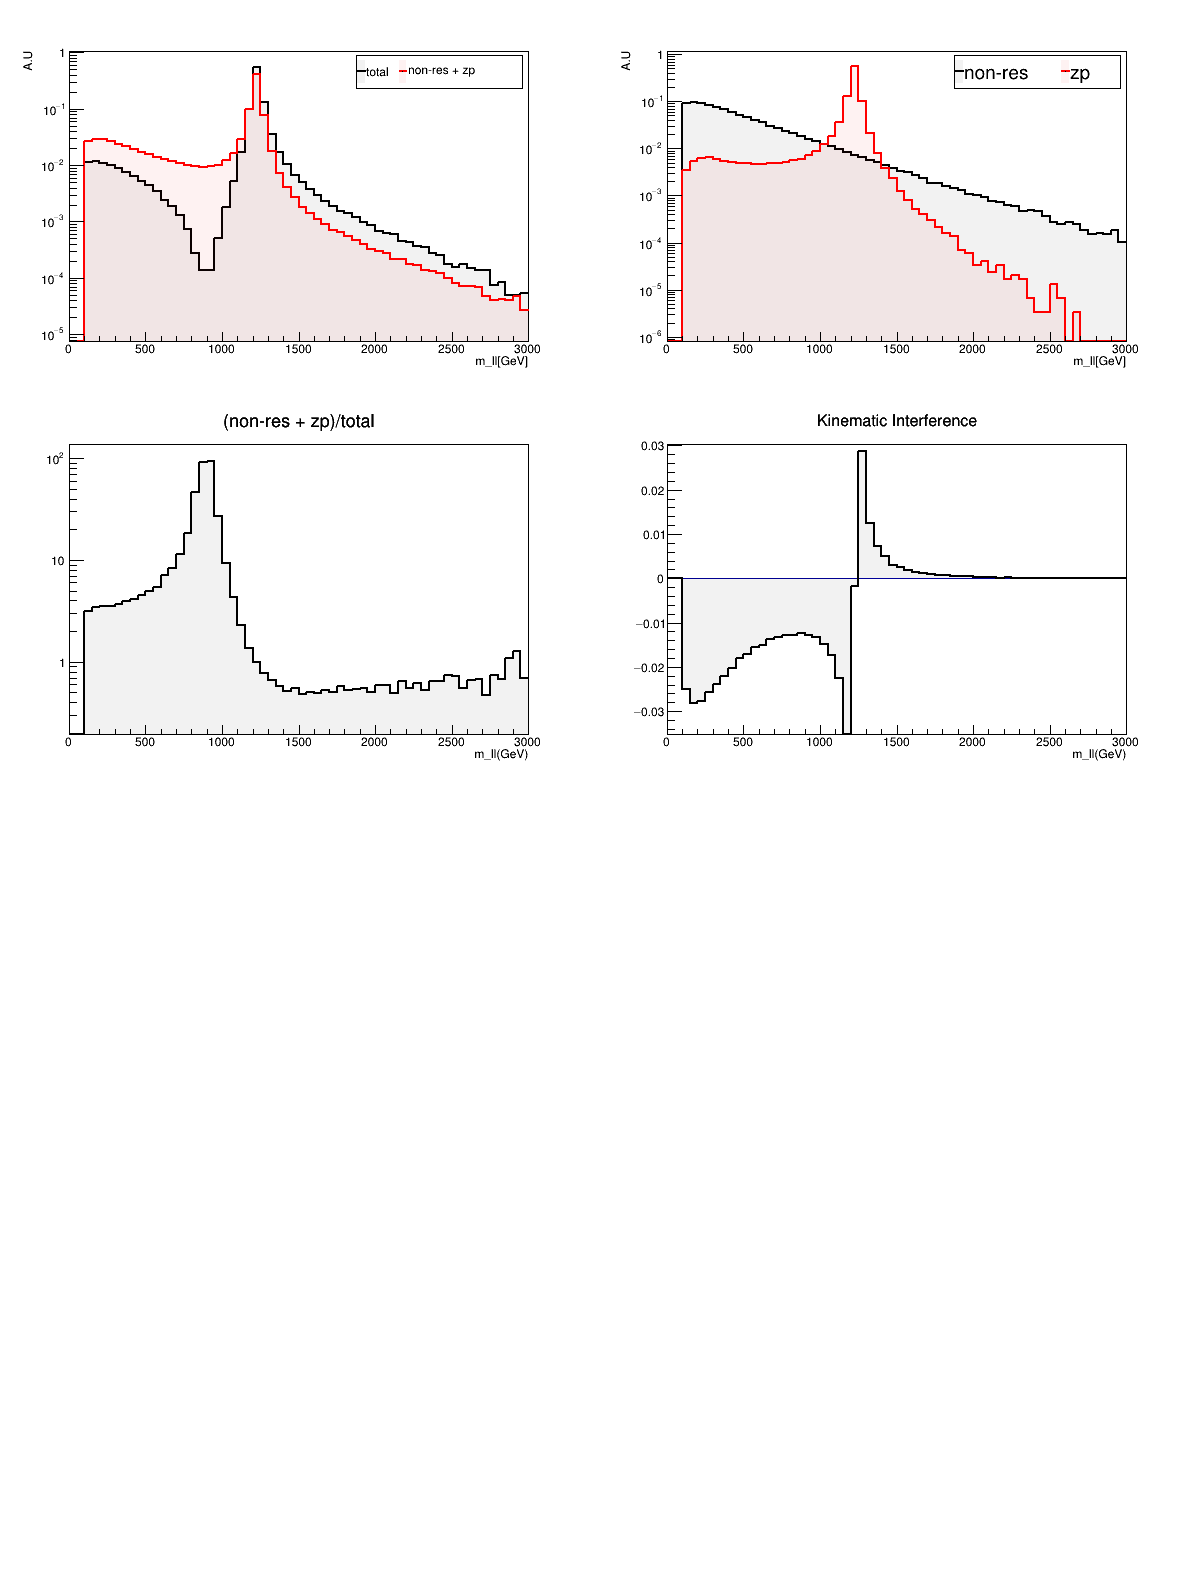 A.U
1
10⁻¹
10⁻²
10⁻³
10⁻⁴
10⁻⁵
total
non-res + zp
0 500 1000 1500 2000 2500 3000
m_ll[GeV]
A.U
1
10⁻¹
10⁻²
10⁻³
10⁻⁴
10⁻⁵
10⁻⁶
non-res
zp
0 500 1000 1500 2000 2500 3000
m_ll[GeV]
(non-res + zp)/total
10²
10
1
0 500 1000 1500 2000 2500 3000
m_ll(GeV)
Kinematic Interference
0.03
0.02
0.01
0
−0.01
−0.02
−0.03
0 500 1000 1500 2000 2500 3000
m_ll(GeV)